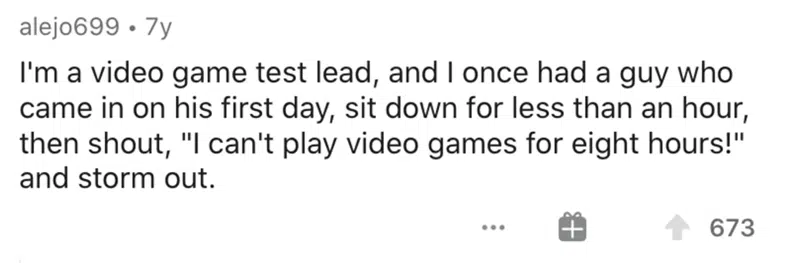 alejo699 • 7y
I'm a video game test lead, and I once had a guy who
came in on his first day, sit down for less than an hour,
then shout, "I can't play video games for eight hours!"
and storm out.
673